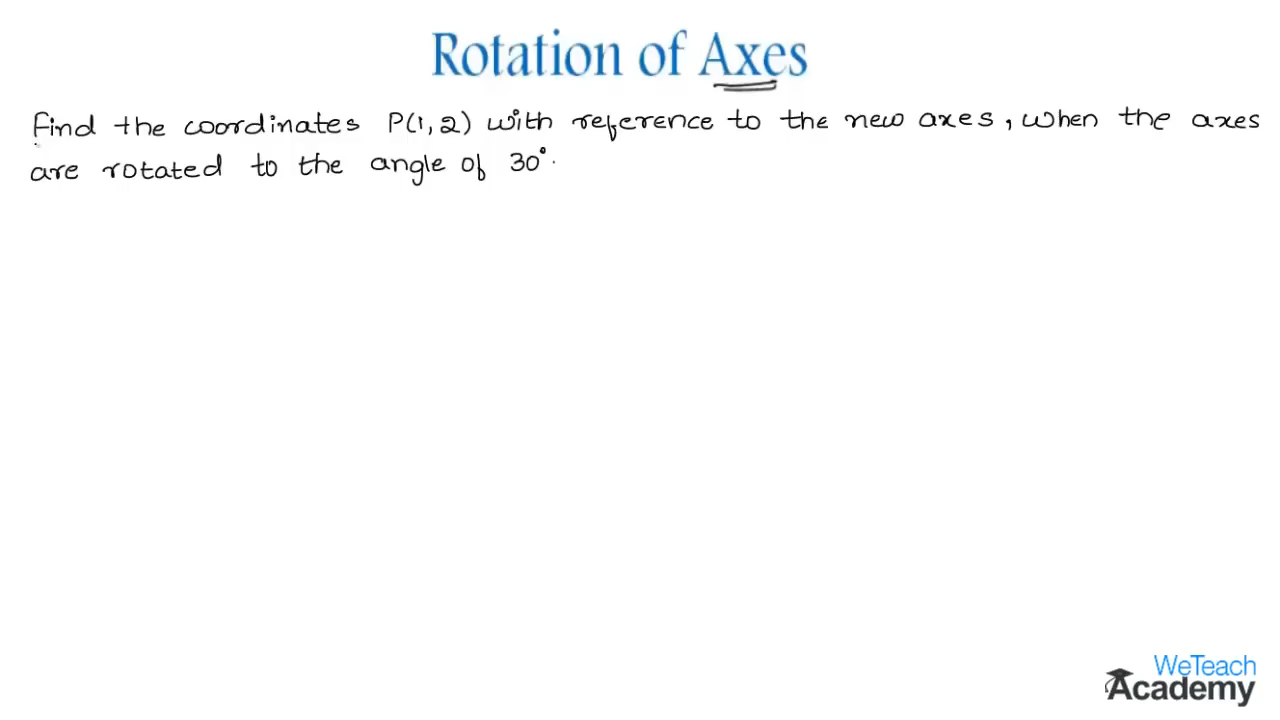 Rotation of Axes
Find the coordinates P(1,2) with reference to the new axes, when the axes
are rotated to the angle of 30°.
WeTeach
Academy